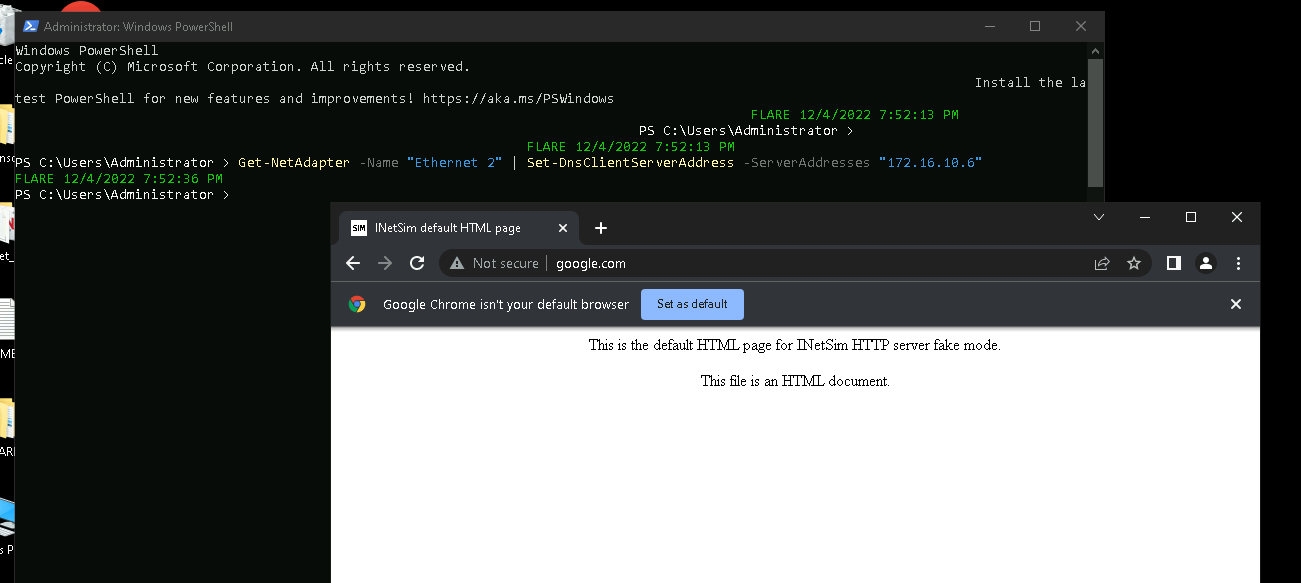 cle
Administrator: Windows PowerShell
Windows PowerShell
Copyright (C) Microsoft Corporation. All rights reserved.
Install the la
test PowerShell for new features and improvements! https://aka.ms/PSWindows
FLARE 12/4/2022 7:52:13 PM
PS C:\Users\Administrator >
FLARE 12/4/2022 7:52:13 PM
PS C:\Users\Administrator > Get-NetAdapter -Name "Ethernet 2" | Set-DnsClientServerAddress -ServerAddresses "172.16.10.6"
FLARE 12/4/2022 7:52:36 PM
PS C:\Users\Administrator >
et_
ME
AR
s P
SIM INetSim default HTML page
Not secure google.com
Google Chrome isn't your default browser Set as default
This is the default HTML page for INetSim HTTP server fake mode.
This file is an HTML document.